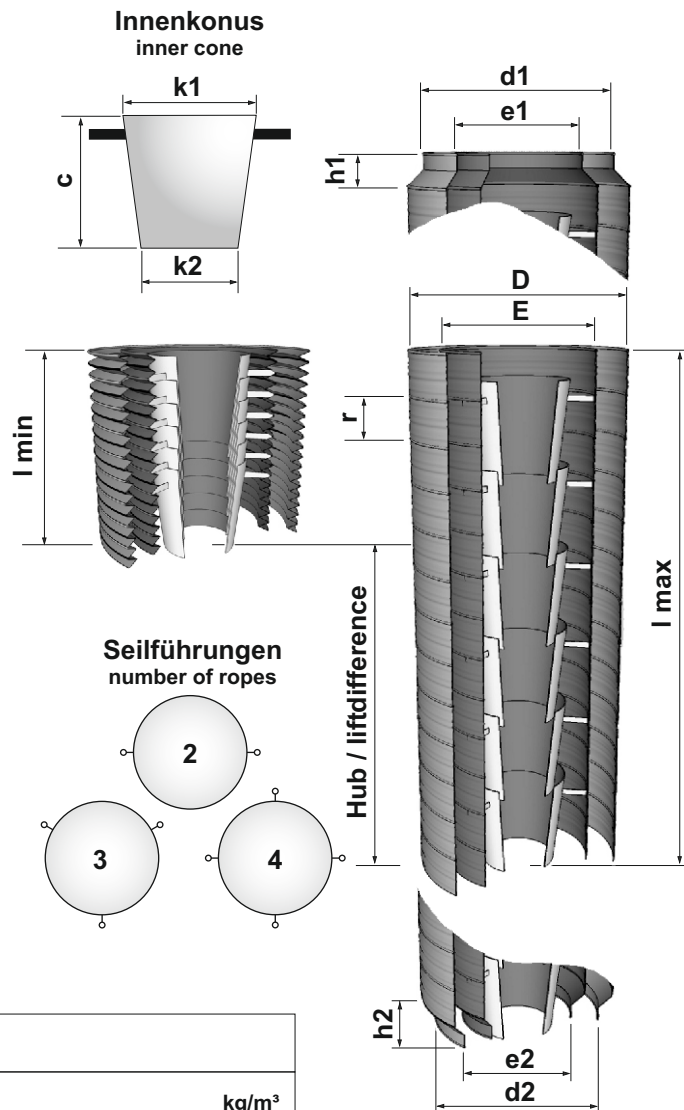 Innenkonus
inner cone
k1
c
k2
d1
e1
h1
D
E
r
l min
l max
Hub / liftdifference
Seilführungen
number of ropes
2
3
4
h2
e2
d2
kg/m³